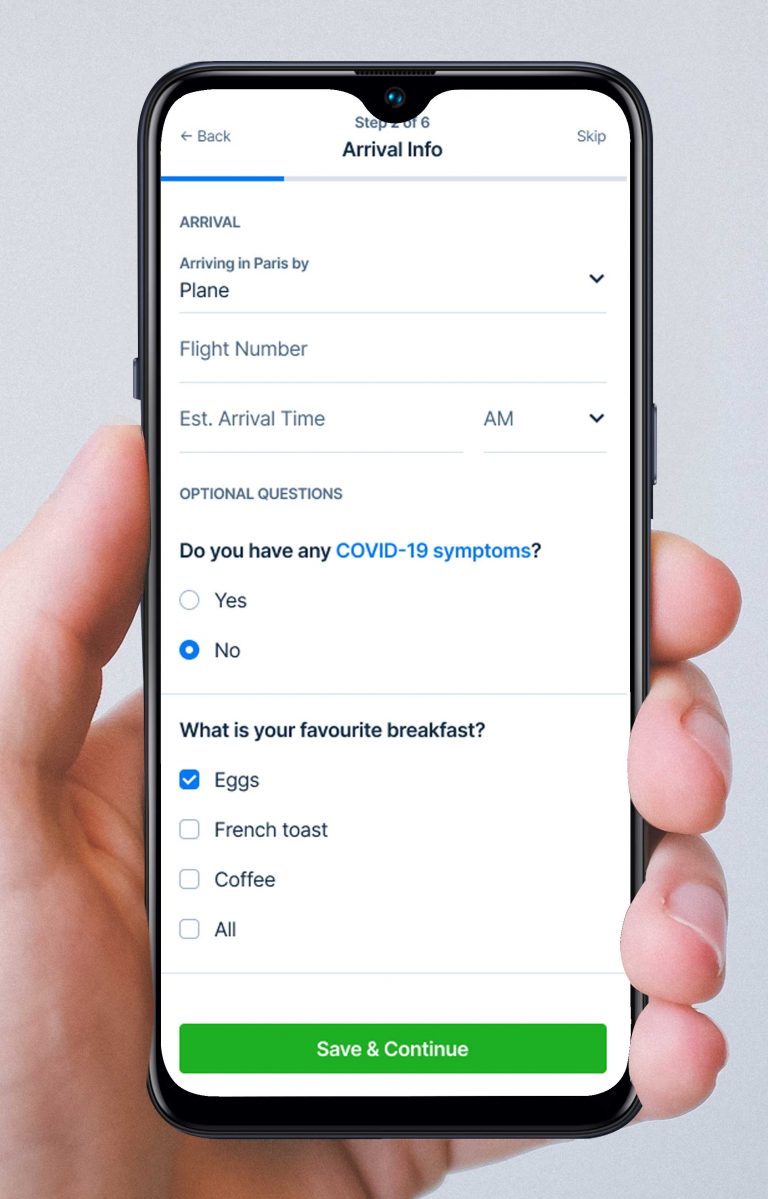 ← Back
Step 2 of 6
Skip
Arrival Info
ARRIVAL
Arriving in Paris by
Plane
Flight Number
Est. Arrival Time
AM
OPTIONAL QUESTIONS
Do you have any COVID-19 symptoms?
Yes
No
What is your favourite breakfast?
Eggs
French toast
Coffee
All
Save & Continue